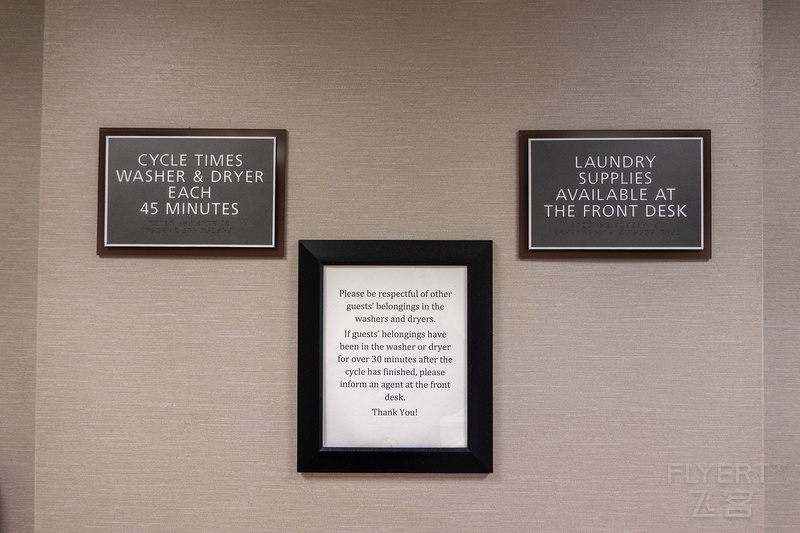 CYCLE TIMES
WASHER & DRYER
EACH
45 MINUTES
LAUNDRY
SUPPLIES
AVAILABLE AT
THE FRONT DESK
Please be respectful of other
guests' belongings in the
washers and dryers.
If guests' belongings have
been in the washer or dryer
for over 30 minutes after the
cycle has finished, please
inform an agent at the front
desk.
Thank You!
FLYERT
飞客